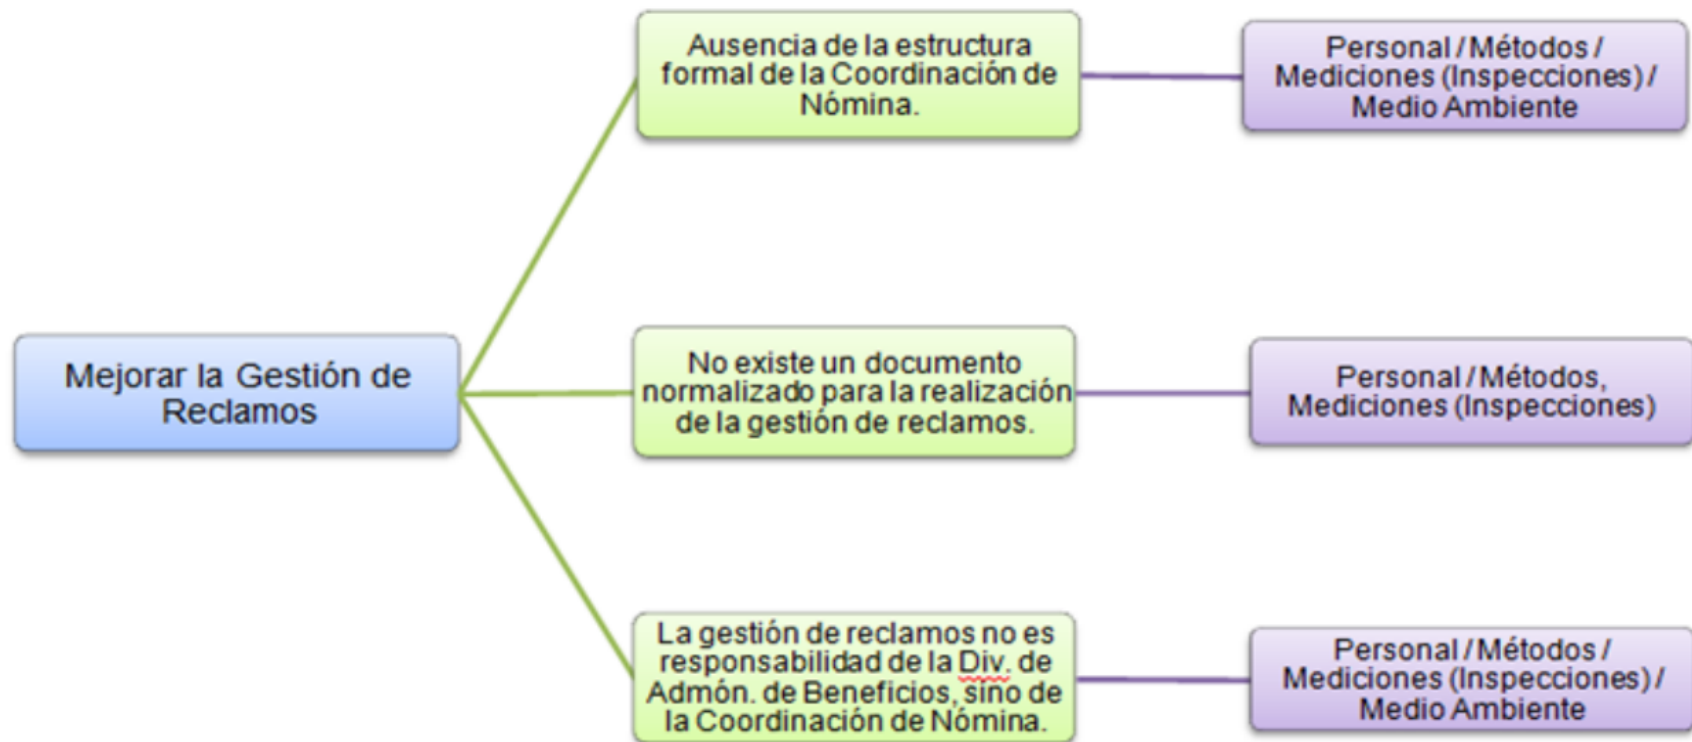 Ausencia de la estructura
formal de la Coordinación de
Nómina.
Personal / Métodos /
Mediciones (Inspecciones) /
Medio Ambiente
Mejorar la Gestión de
Reclamos
No existe un documento
normalizado para la realización
de la gestión de reclamos.
Personal / Métodos,
Mediciones (Inspecciones)
La gestión de reclamos no es
responsabilidad de la Div. de
Admón. de Beneficios, sino de
la Coordinación de Nómina.
Personal / Métodos /
Mediciones (Inspecciones) /
Medio Ambiente